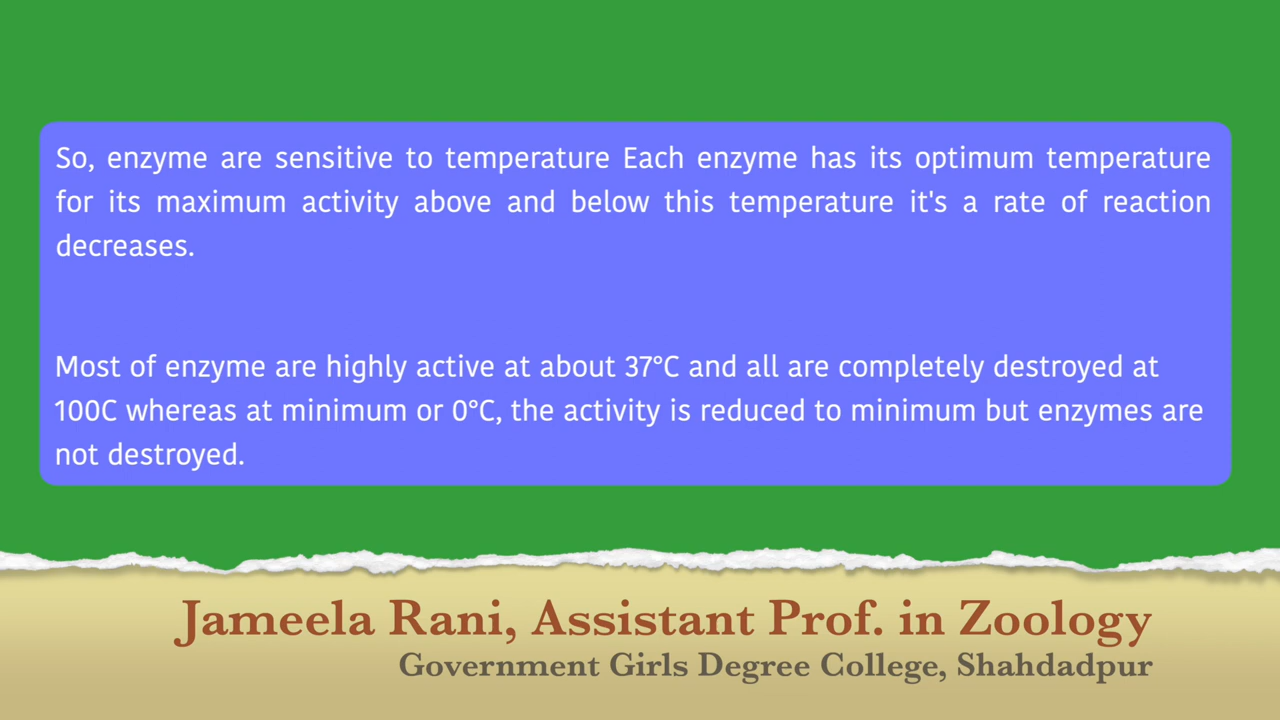 So, enzyme are sensitive to temperature Each enzyme has its optimum temperature
for its maximum activity above and below this temperature it's a rate of reaction
decreases.
Most of enzyme are highly active at about 37°C and all are completely destroyed at
100C whereas at minimum or 0°C, the activity is reduced to minimum but enzymes are
not destroyed.
Jameela Rani, Assistant Prof. in Zoology
Government Girls Degree College, Shahdadpur